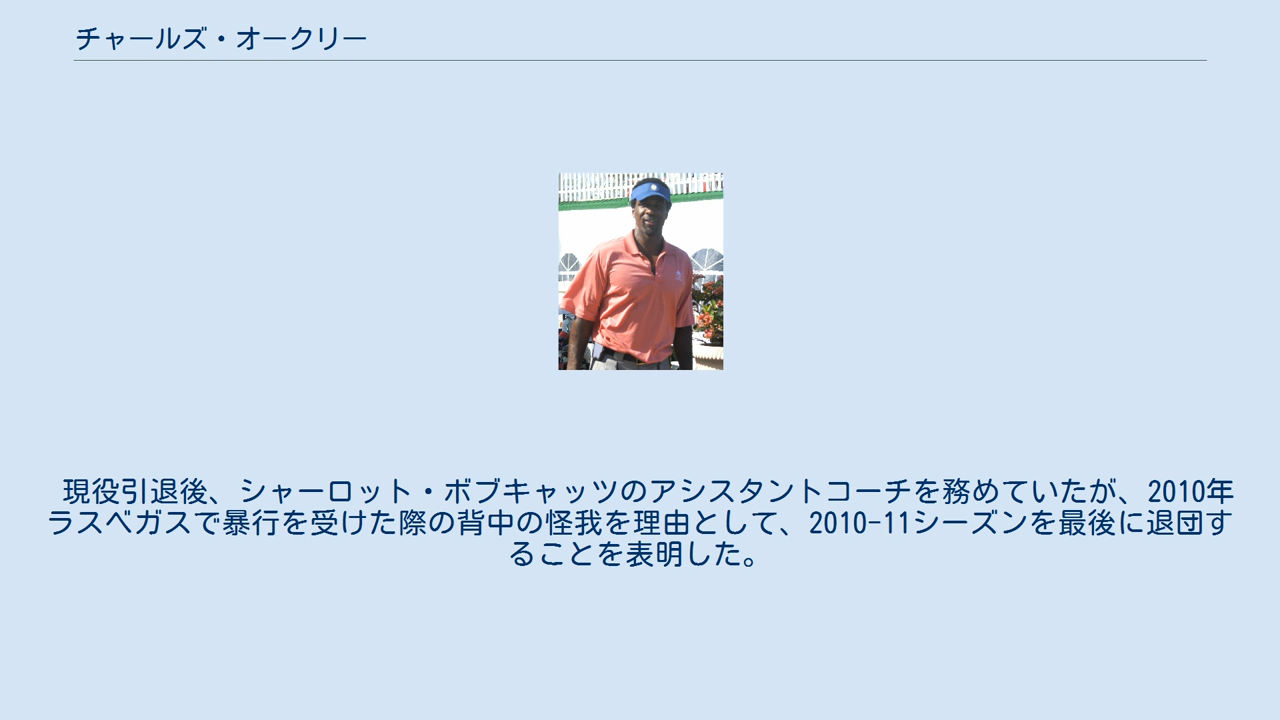 チャールズ・オークリー
現役引退後、シャーロット・ボブキャッツのアシスタントコーチを務めていたが、2010年
ラスベガスで暴行を受けた際の背中の怪我を理由として、2010-11シーズンを最後に退団す
ることを表明した。